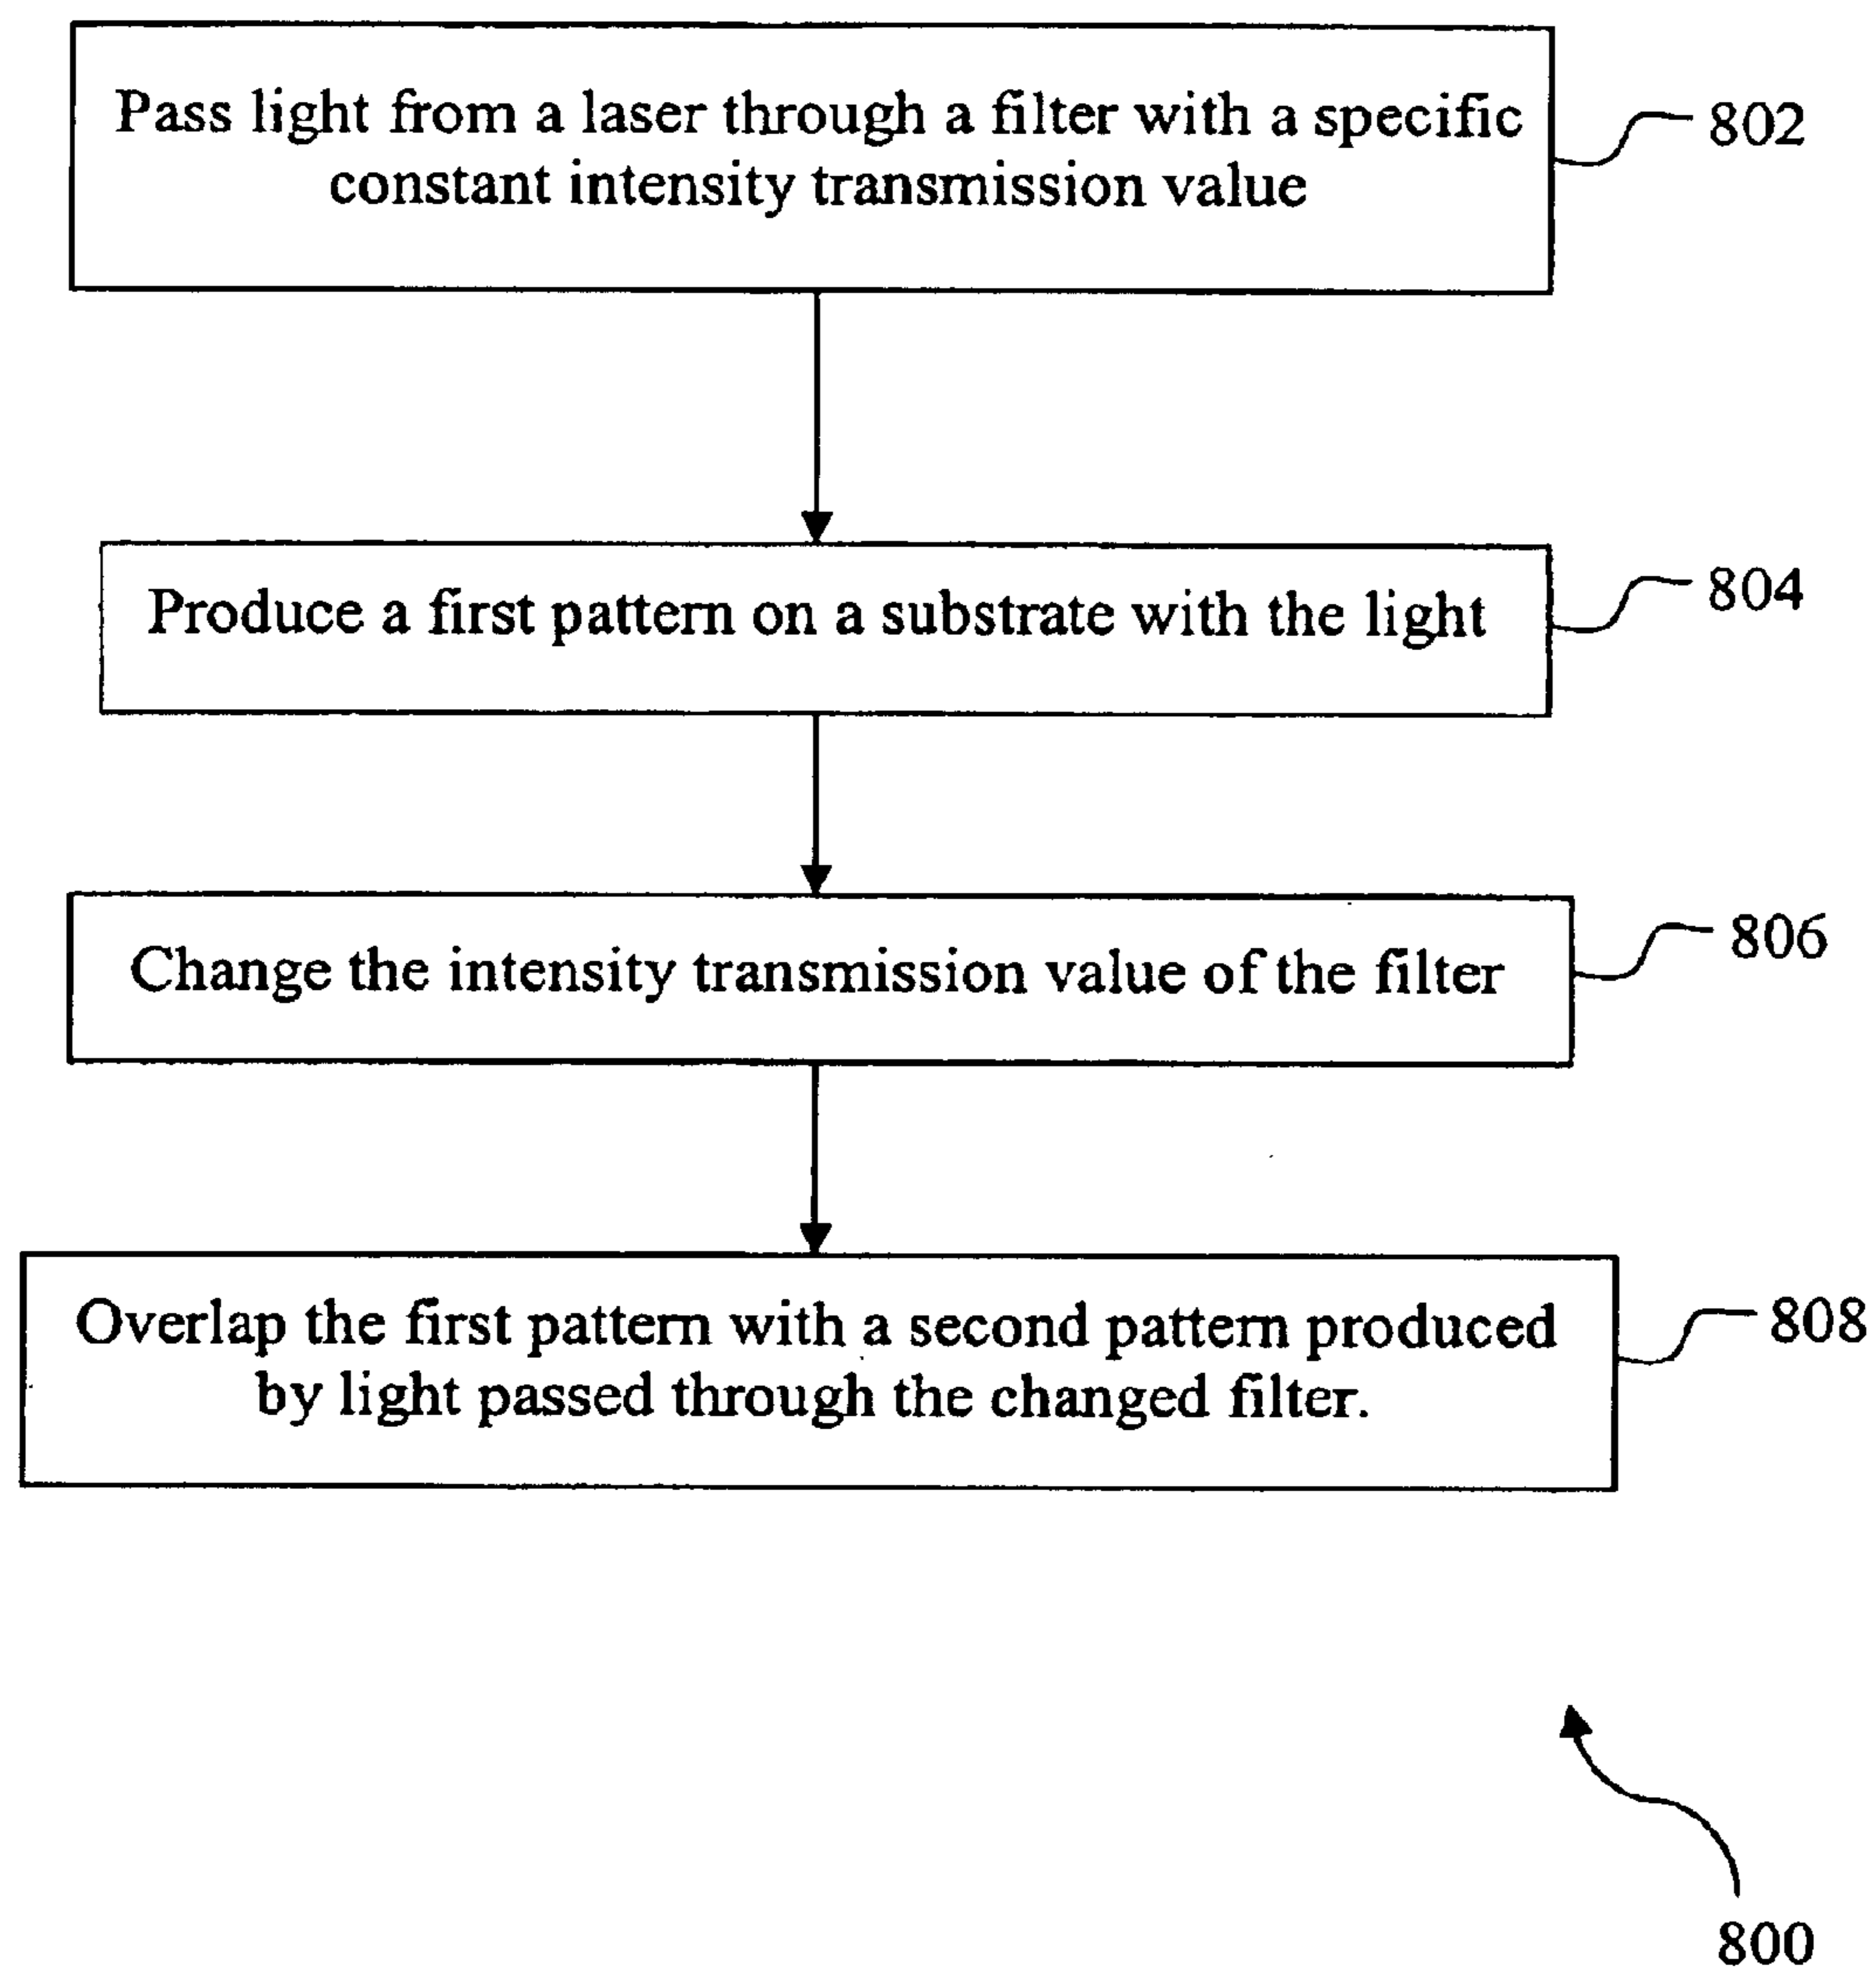 Pass light from a laser through a filter with a specific
constant intensity transmission value
802
Produce a first pattern on a substrate with the light
804
Change the intensity transmission value of the filter
806
Overlap the first pattern with a second pattern produced
by light passed through the changed filter.
808
800